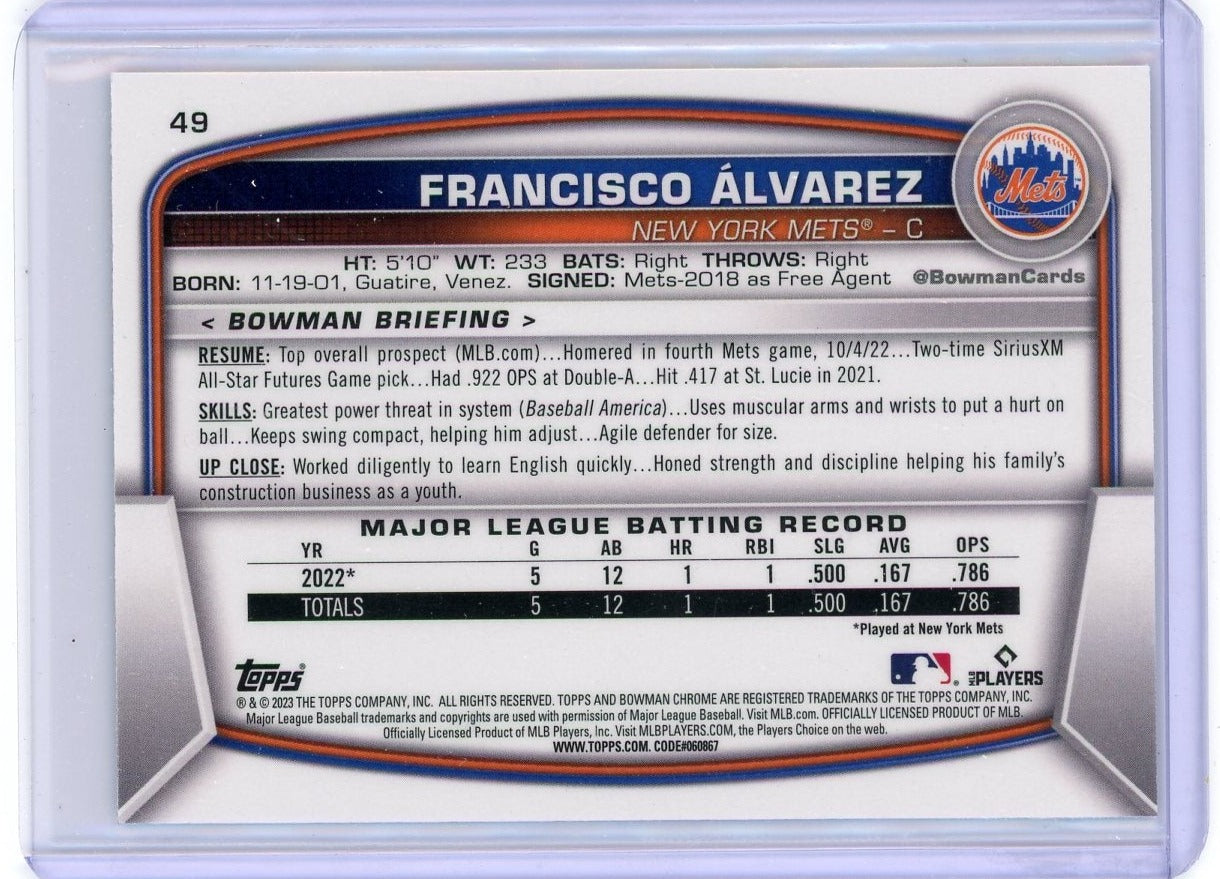 49
FRANCISCO ÁLVAREZ
Mets
NEW YORK METS® – C
HT: 5'10" WT: 233 BATS: Right THROWS: Right
BORN: 11-19-01, Guatire, Venez. SIGNED: Mets-2018 as Free Agent @BowmanCards
< BOWMAN BRIEFING >
RESUME: Top overall prospect (MLB.com)...Homered in fourth Mets game, 10/4/22...Two-time SiriusXM
All-Star Futures Game pick...Had .922 OPS at Double-A...Hit .417 at St. Lucie in 2021.
SKILLS: Greatest power threat in system (Baseball America)...Uses muscular arms and wrists to put a hurt on
ball...Keeps swing compact, helping him adjust...Agile defender for size.
UP CLOSE: Worked diligently to learn English quickly...Honed strength and discipline helping his family's
construction business as a youth.
MAJOR LEAGUE BATTING RECORD
YR G AB HR RBI SLG AVG OPS
2022* 5 12 1 1 .500 .167 .786
TOTALS 5 12 1 1 .500 .167 .786
*Played at New York Mets
topps® MLB PLAYERS
® & © 2023 THE TOPPS COMPANY, INC. ALL RIGHTS RESERVED. TOPPS AND BOWMAN CHROME ARE REGISTERED TRADEMARKS OF THE TOPPS COMPANY, INC.
Major League Baseball trademarks and copyrights are used with permission of Major League Baseball. Visit MLB.com. OFFICIALLY LICENSED PRODUCT OF MLB.
Officially Licensed Product of MLB Players, Inc. Visit MLBPLAYERS.COM, the Players Choice on the web.
WWW.TOPPS.COM. CODE#060867